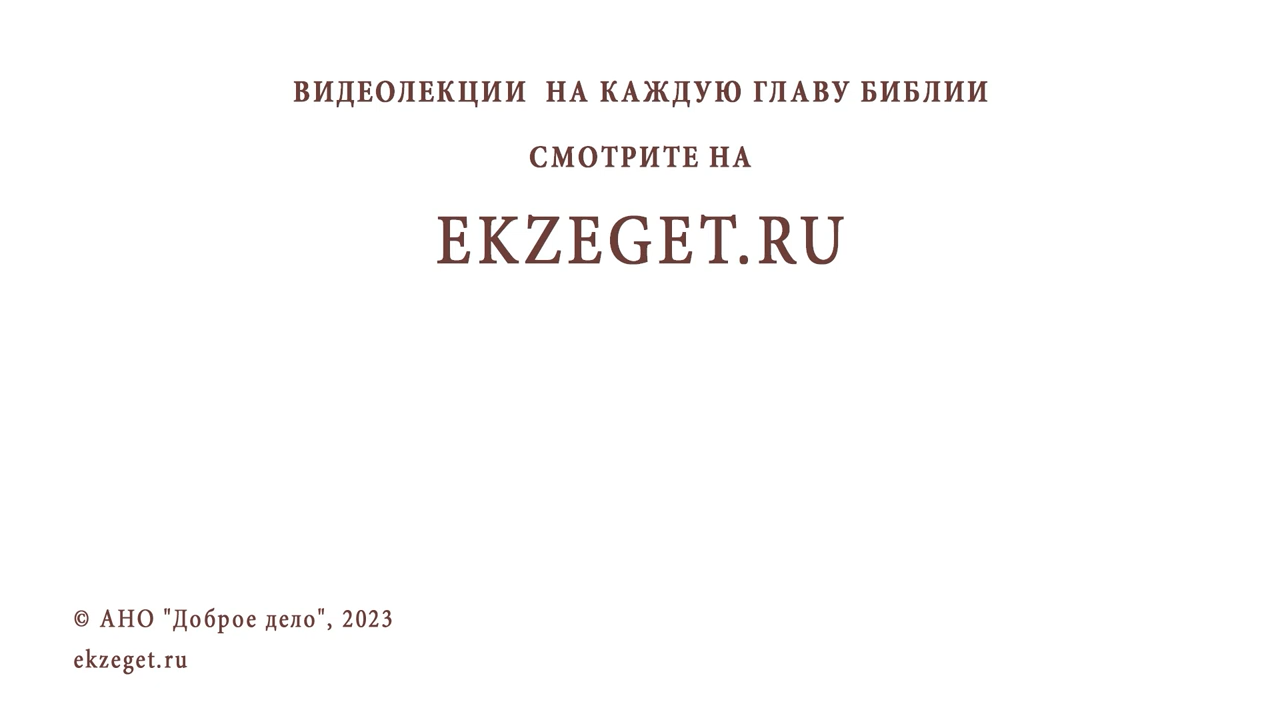 ВИДЕОЛЕКЦИИ НА КАЖДУЮ ГЛАВУ БИБЛИИ
СМОТРИТЕ НА
EKZEGET.RU
© АНО "Доброе дело", 2023
ekzeget.ru